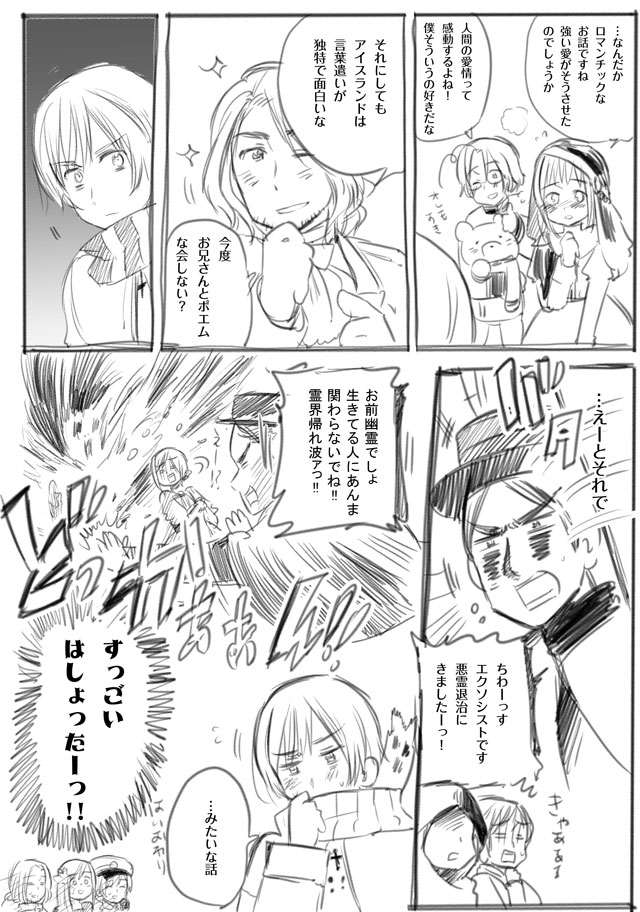 …なんだか
ロマンチックな
お話ですね
強い愛がそうさせた
のでしょうか
人間の愛情って
感動するよね！
僕そういうの好きだな
それにしても
アイスランドは
言葉遣いが
独特で面白いな
今度
お兄さんとポエム
な会しない？
…えーとそれで
ちわーっす
エクソシストです
悪霊退治に
きましたーっ！
きゃあぁぁ
お前幽霊でしょ
生きてる人にあんま
関わらないでね!!
霊界帰れ波アっ!!
!?
…みたいな話
すっごい
はしょったーっ!!
はいおわり